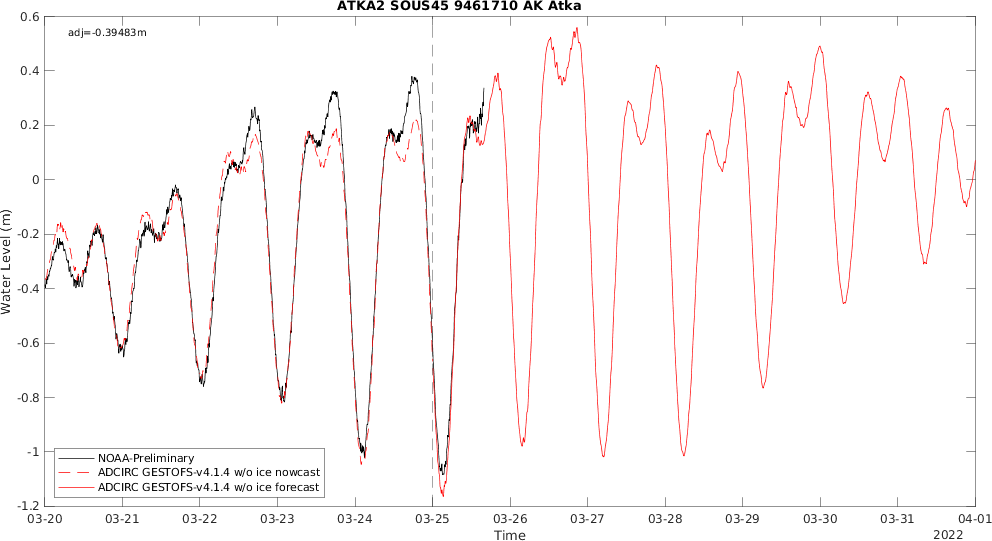 ATKA2 SOUS45 9461710 AK Atka
adj=-0.39483m
0.6
0.4
0.2
0
-0.2
-0.4
-0.6
-0.8
-1
-1.2
Water Level (m)
NOAA-Preliminary
ADCIRC GESTOFS-v4.1.4 w/o ice nowcast
ADCIRC GESTOFS-v4.1.4 w/o ice forecast
03-20 03-21 03-22 03-23 03-24 03-25 03-26 03-27 03-28 03-29 03-30 03-31 04-01
Time
2022